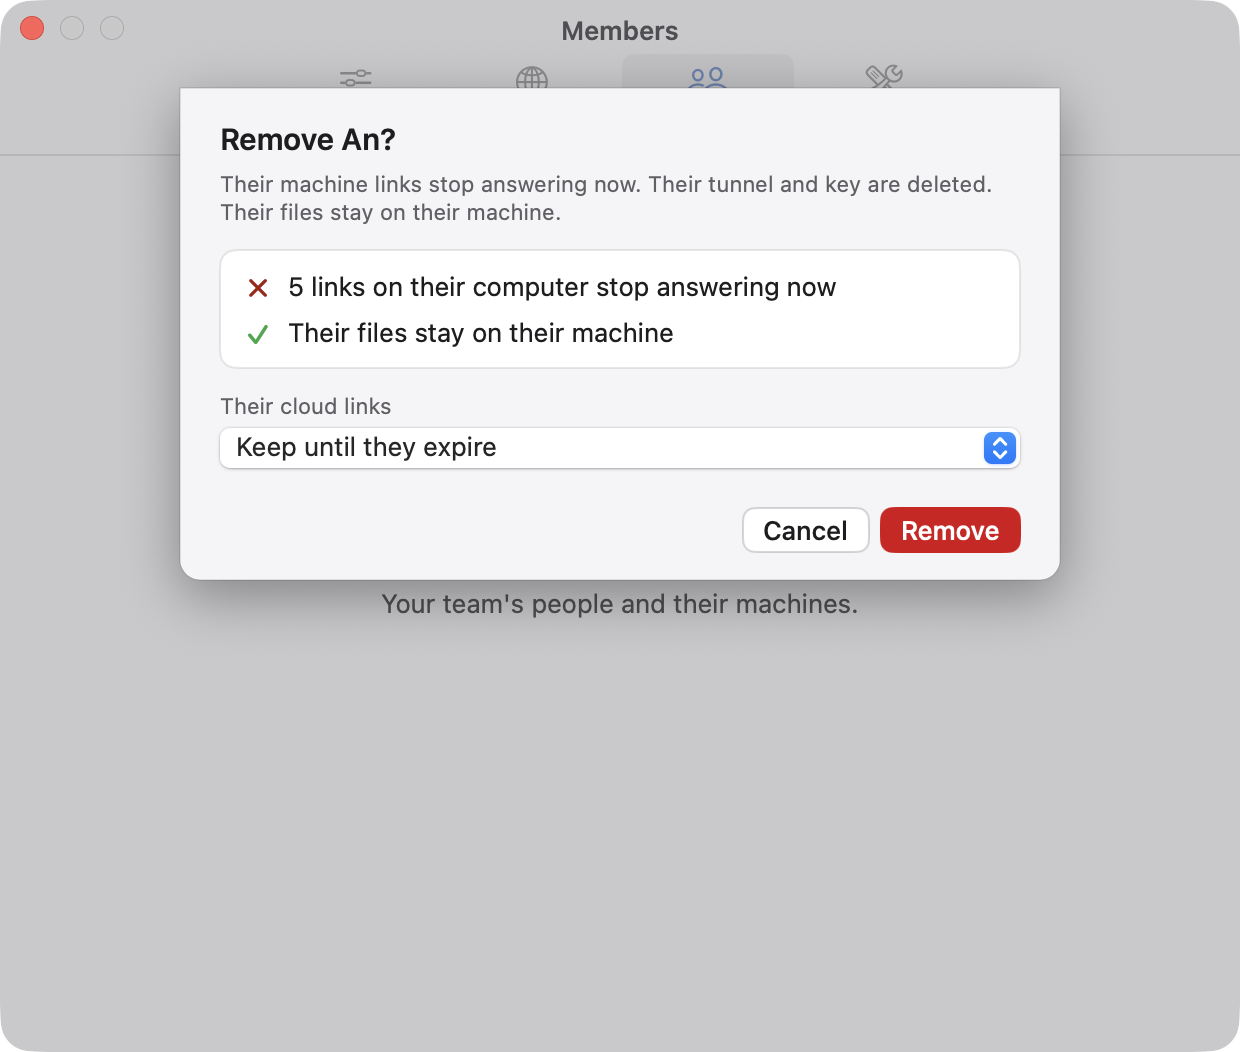 Members
Remove An?
Their machine links stop answering now. Their tunnel and key are deleted.
Their files stay on their machine.
5 links on their computer stop answering now
Their files stay on their machine
Their cloud links
Keep until they expire
Cancel
Remove
Your team's people and their machines.